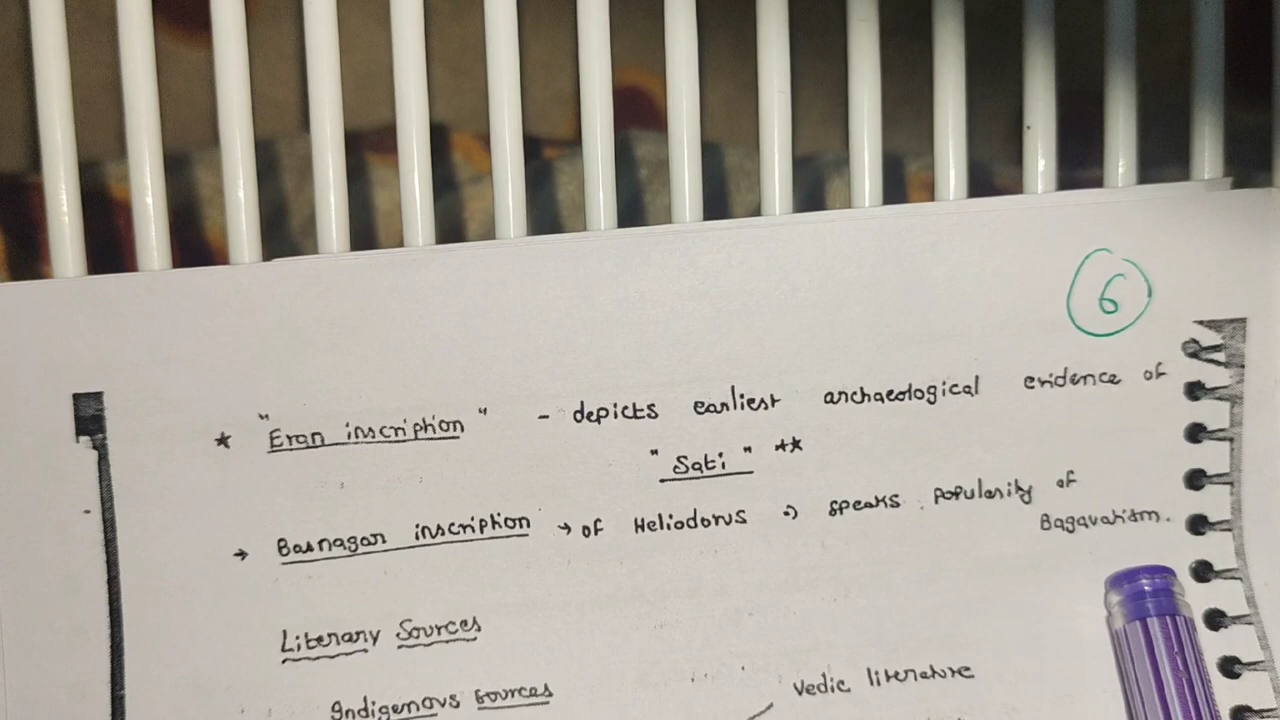 6
★ "Eran inscription" - depicts earliest archaeological evidence of
"Sati" **
→ Basnagar inscription → of Heliodorus => speaks popularity of
Bagavatism.
Literary Sources
Indigenous sources
Vedic literature